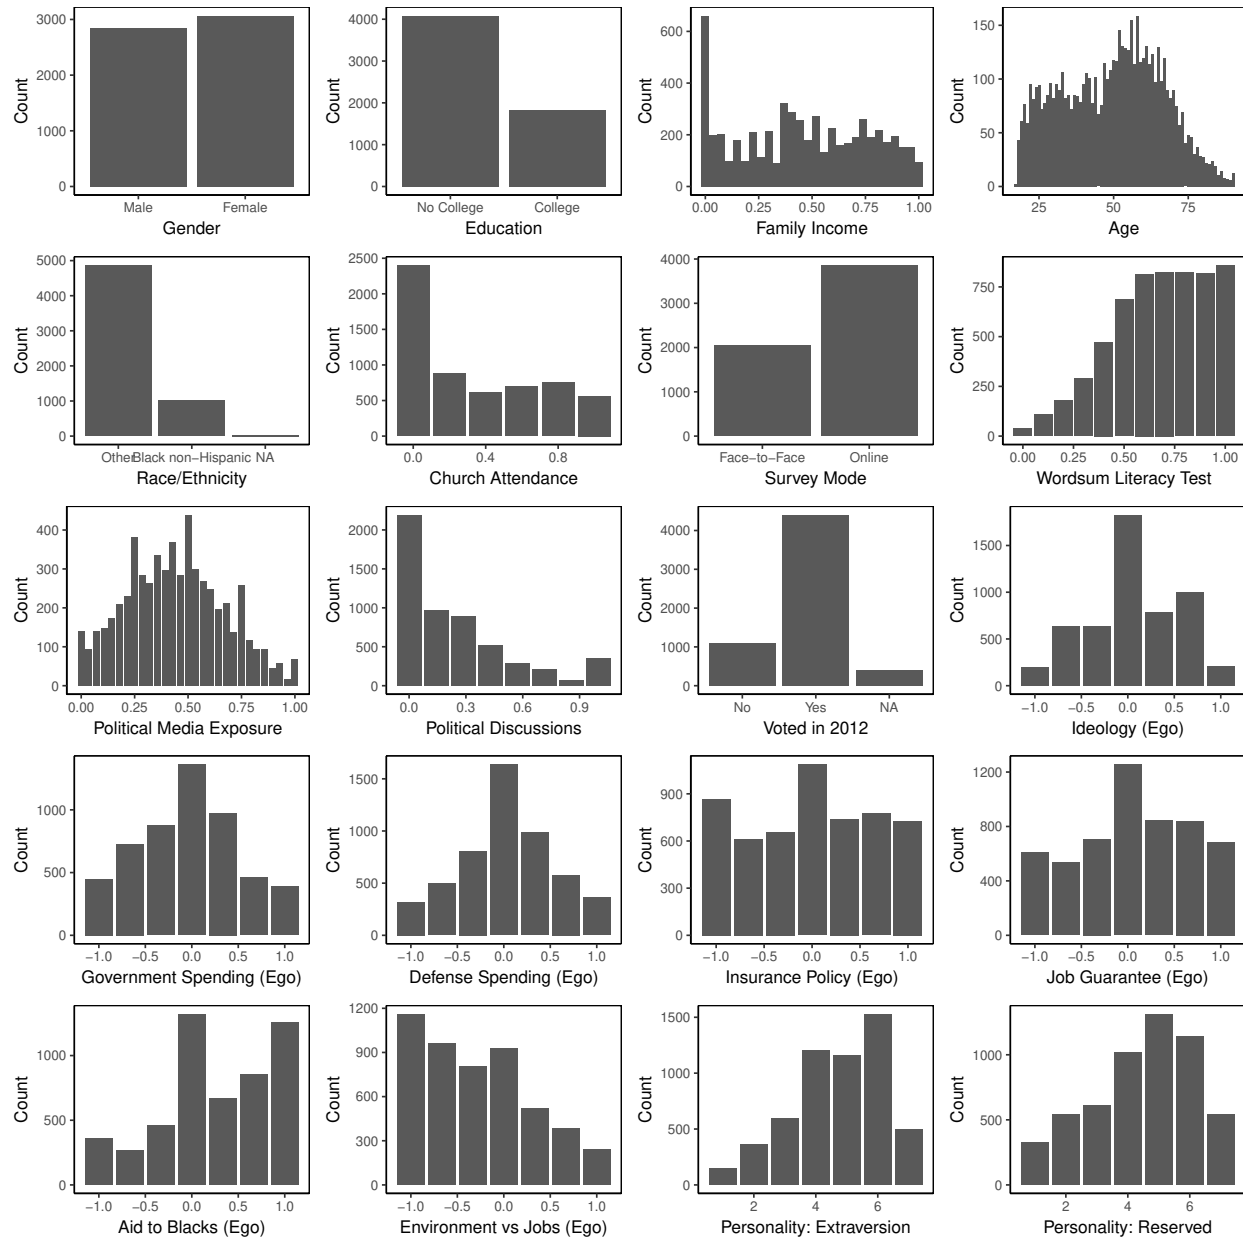 Count
3000
2000
1000
0
Male Female
Gender
Count
4000
3000
2000
1000
0
No College College
Education
Count
600
400
200
0
0.00 0.25 0.50 0.75 1.00
Family Income
Count
150
100
50
0
25 50 75
Age
Count
5000
4000
3000
2000
1000
0
Other Black non−Hispanic NA
Race/Ethnicity
Count
2500
2000
1500
1000
500
0
0.0 0.4 0.8
Church Attendance
Count
4000
3000
2000
1000
0
Face−to−Face Online
Survey Mode
Count
750
500
250
0
0.00 0.25 0.50 0.75 1.00
Wordsum Literacy Test
Count
400
300
200
100
0
0.00 0.25 0.50 0.75 1.00
Political Media Exposure
Count
2000
1500
1000
500
0
0.0 0.3 0.6 0.9
Political Discussions
Count
4000
3000
2000
1000
0
No Yes NA
Voted in 2012
Count
1500
1000
500
0
−1.0 −0.5 0.0 0.5 1.0
Ideology (Ego)
Count
1000
500
0
−1.0 −0.5 0.0 0.5 1.0
Government Spending (Ego)
Count
1500
1000
500
0
−1.0 −0.5 0.0 0.5 1.0
Defense Spending (Ego)
Count
900
600
300
0
−1.0 −0.5 0.0 0.5 1.0
Insurance Policy (Ego)
Count
1200
800
400
0
−1.0 −0.5 0.0 0.5 1.0
Job Guarantee (Ego)
Count
1000
500
0
−1.0 −0.5 0.0 0.5 1.0
Aid to Blacks (Ego)
Count
1200
900
600
300
0
−1.0 −0.5 0.0 0.5 1.0
Environment vs Jobs (Ego)
Count
1500
1000
500
0
2 4 6
Personality: Extraversion
Count
1000
500
0
2 4 6
Personality: Reserved